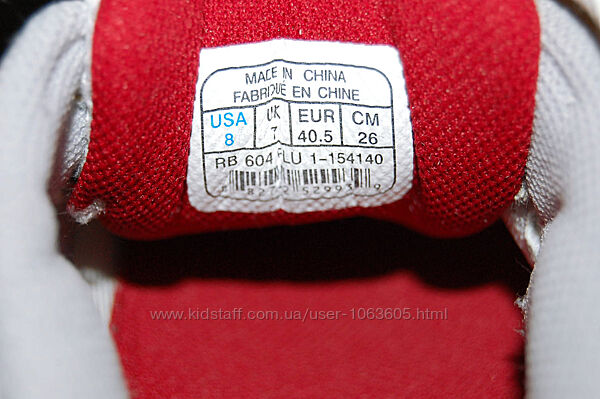 MADE IN CHINA
FABRIQUÉ EN CHINE
USA UK EUR CM
8 7 40.5 26
RB 604 FLU 1-154140
www.kidstaff.com.ua/user-1063605.html